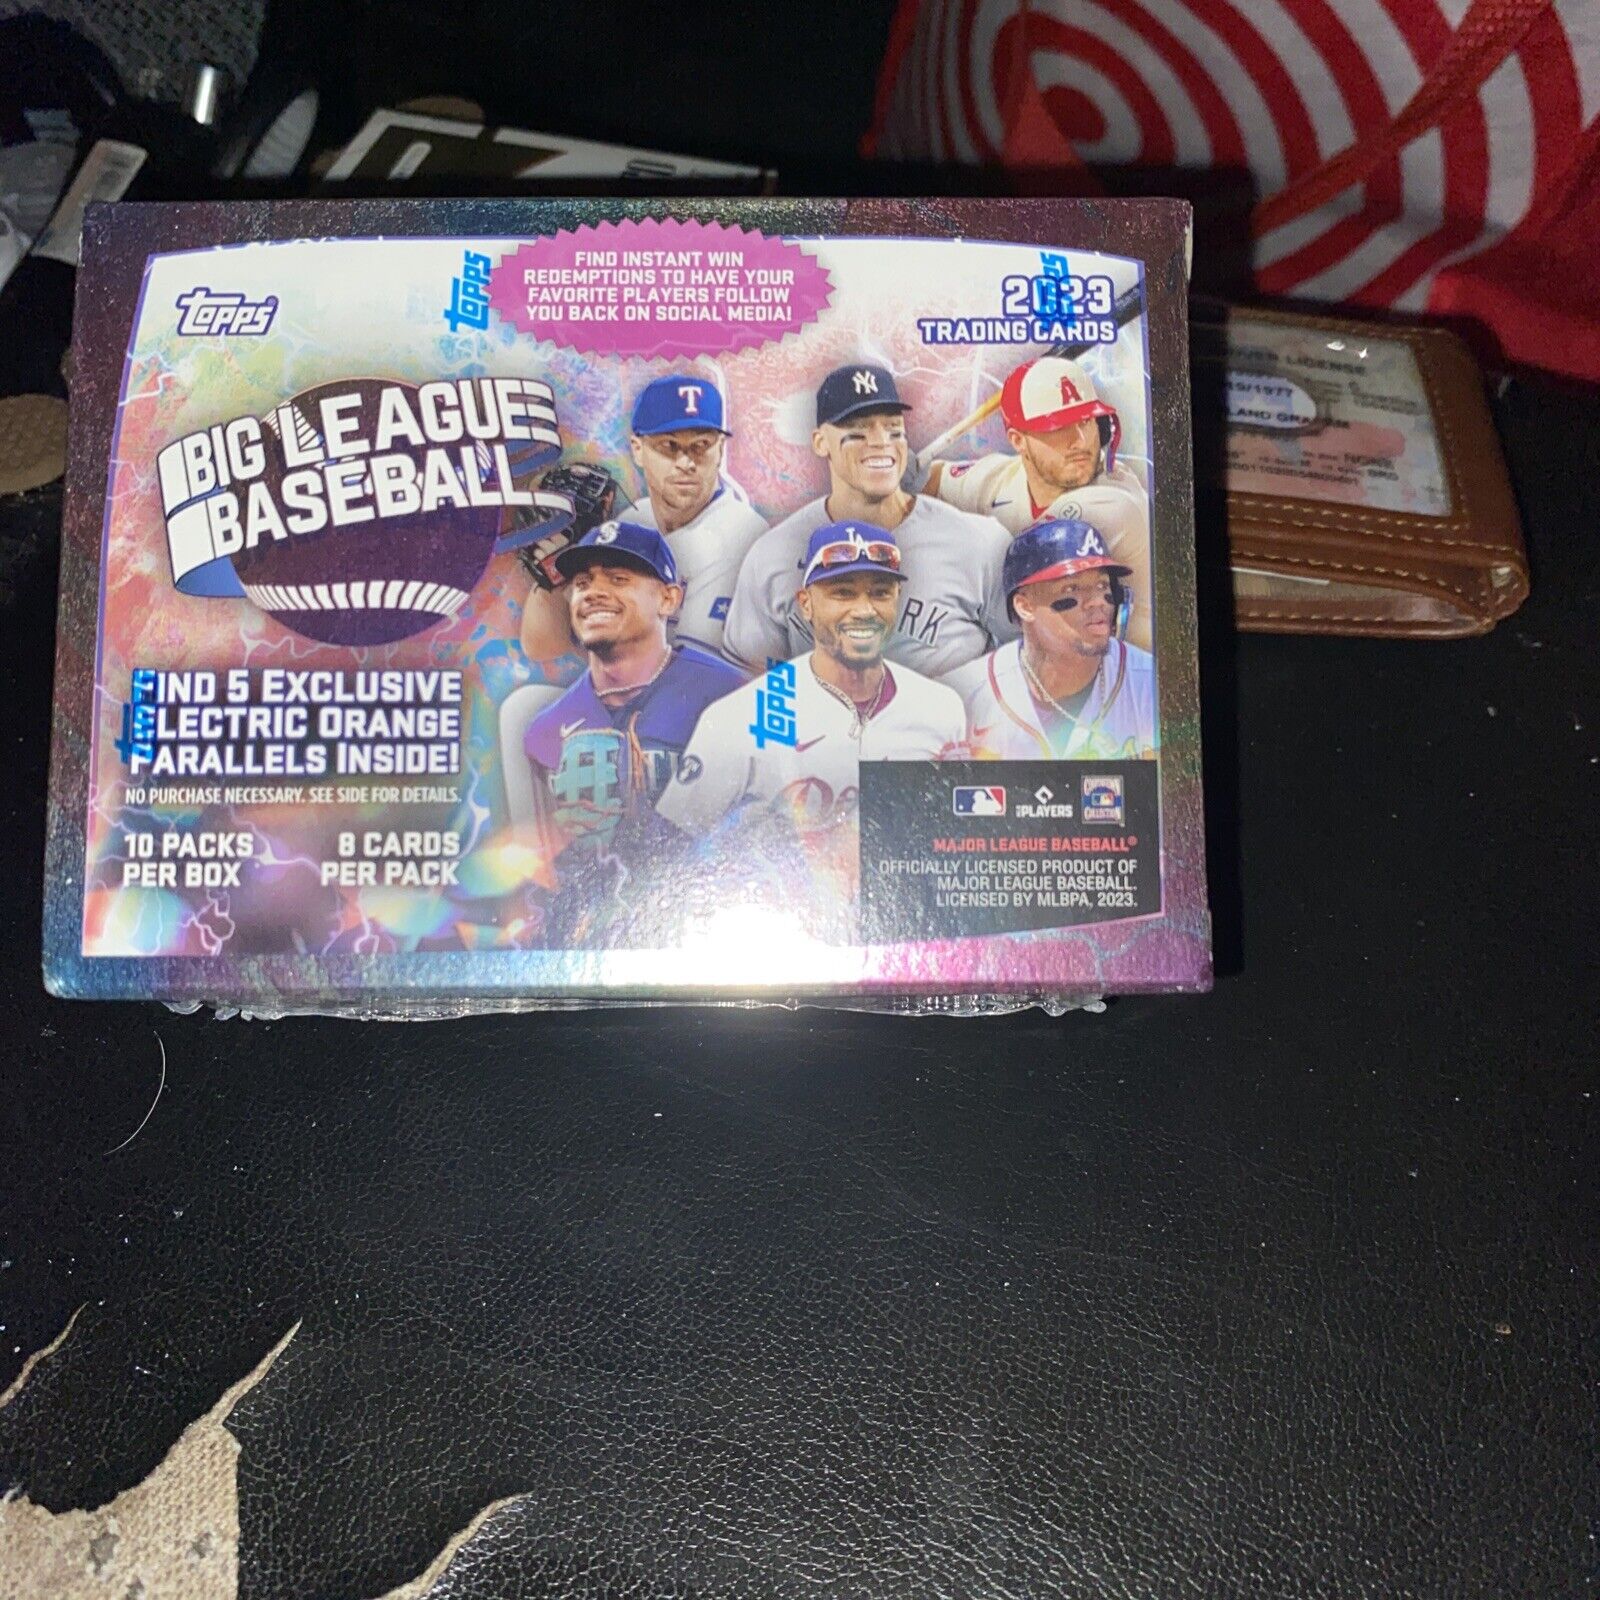 FIND INSTANT WIN
REDEMPTIONS TO HAVE YOUR
FAVORITE PLAYERS FOLLOW
YOU BACK ON SOCIAL MEDIA!
Topps
Topps
Topps
2023
TRADING CARDS
BIG LEAGUE
BASEBALL
FIND 5 EXCLUSIVE
ELECTRIC ORANGE
PARALLELS INSIDE!
Topps
Topps
NO PURCHASE NECESSARY. SEE SIDE FOR DETAILS.
10 PACKS
PER BOX
8 CARDS
PER PACK
PLAYERS
MAJOR LEAGUE BASEBALL®
OFFICIALLY LICENSED PRODUCT OF
MAJOR LEAGUE BASEBALL.
LICENSED BY MLBPA, 2023.
LICENSE